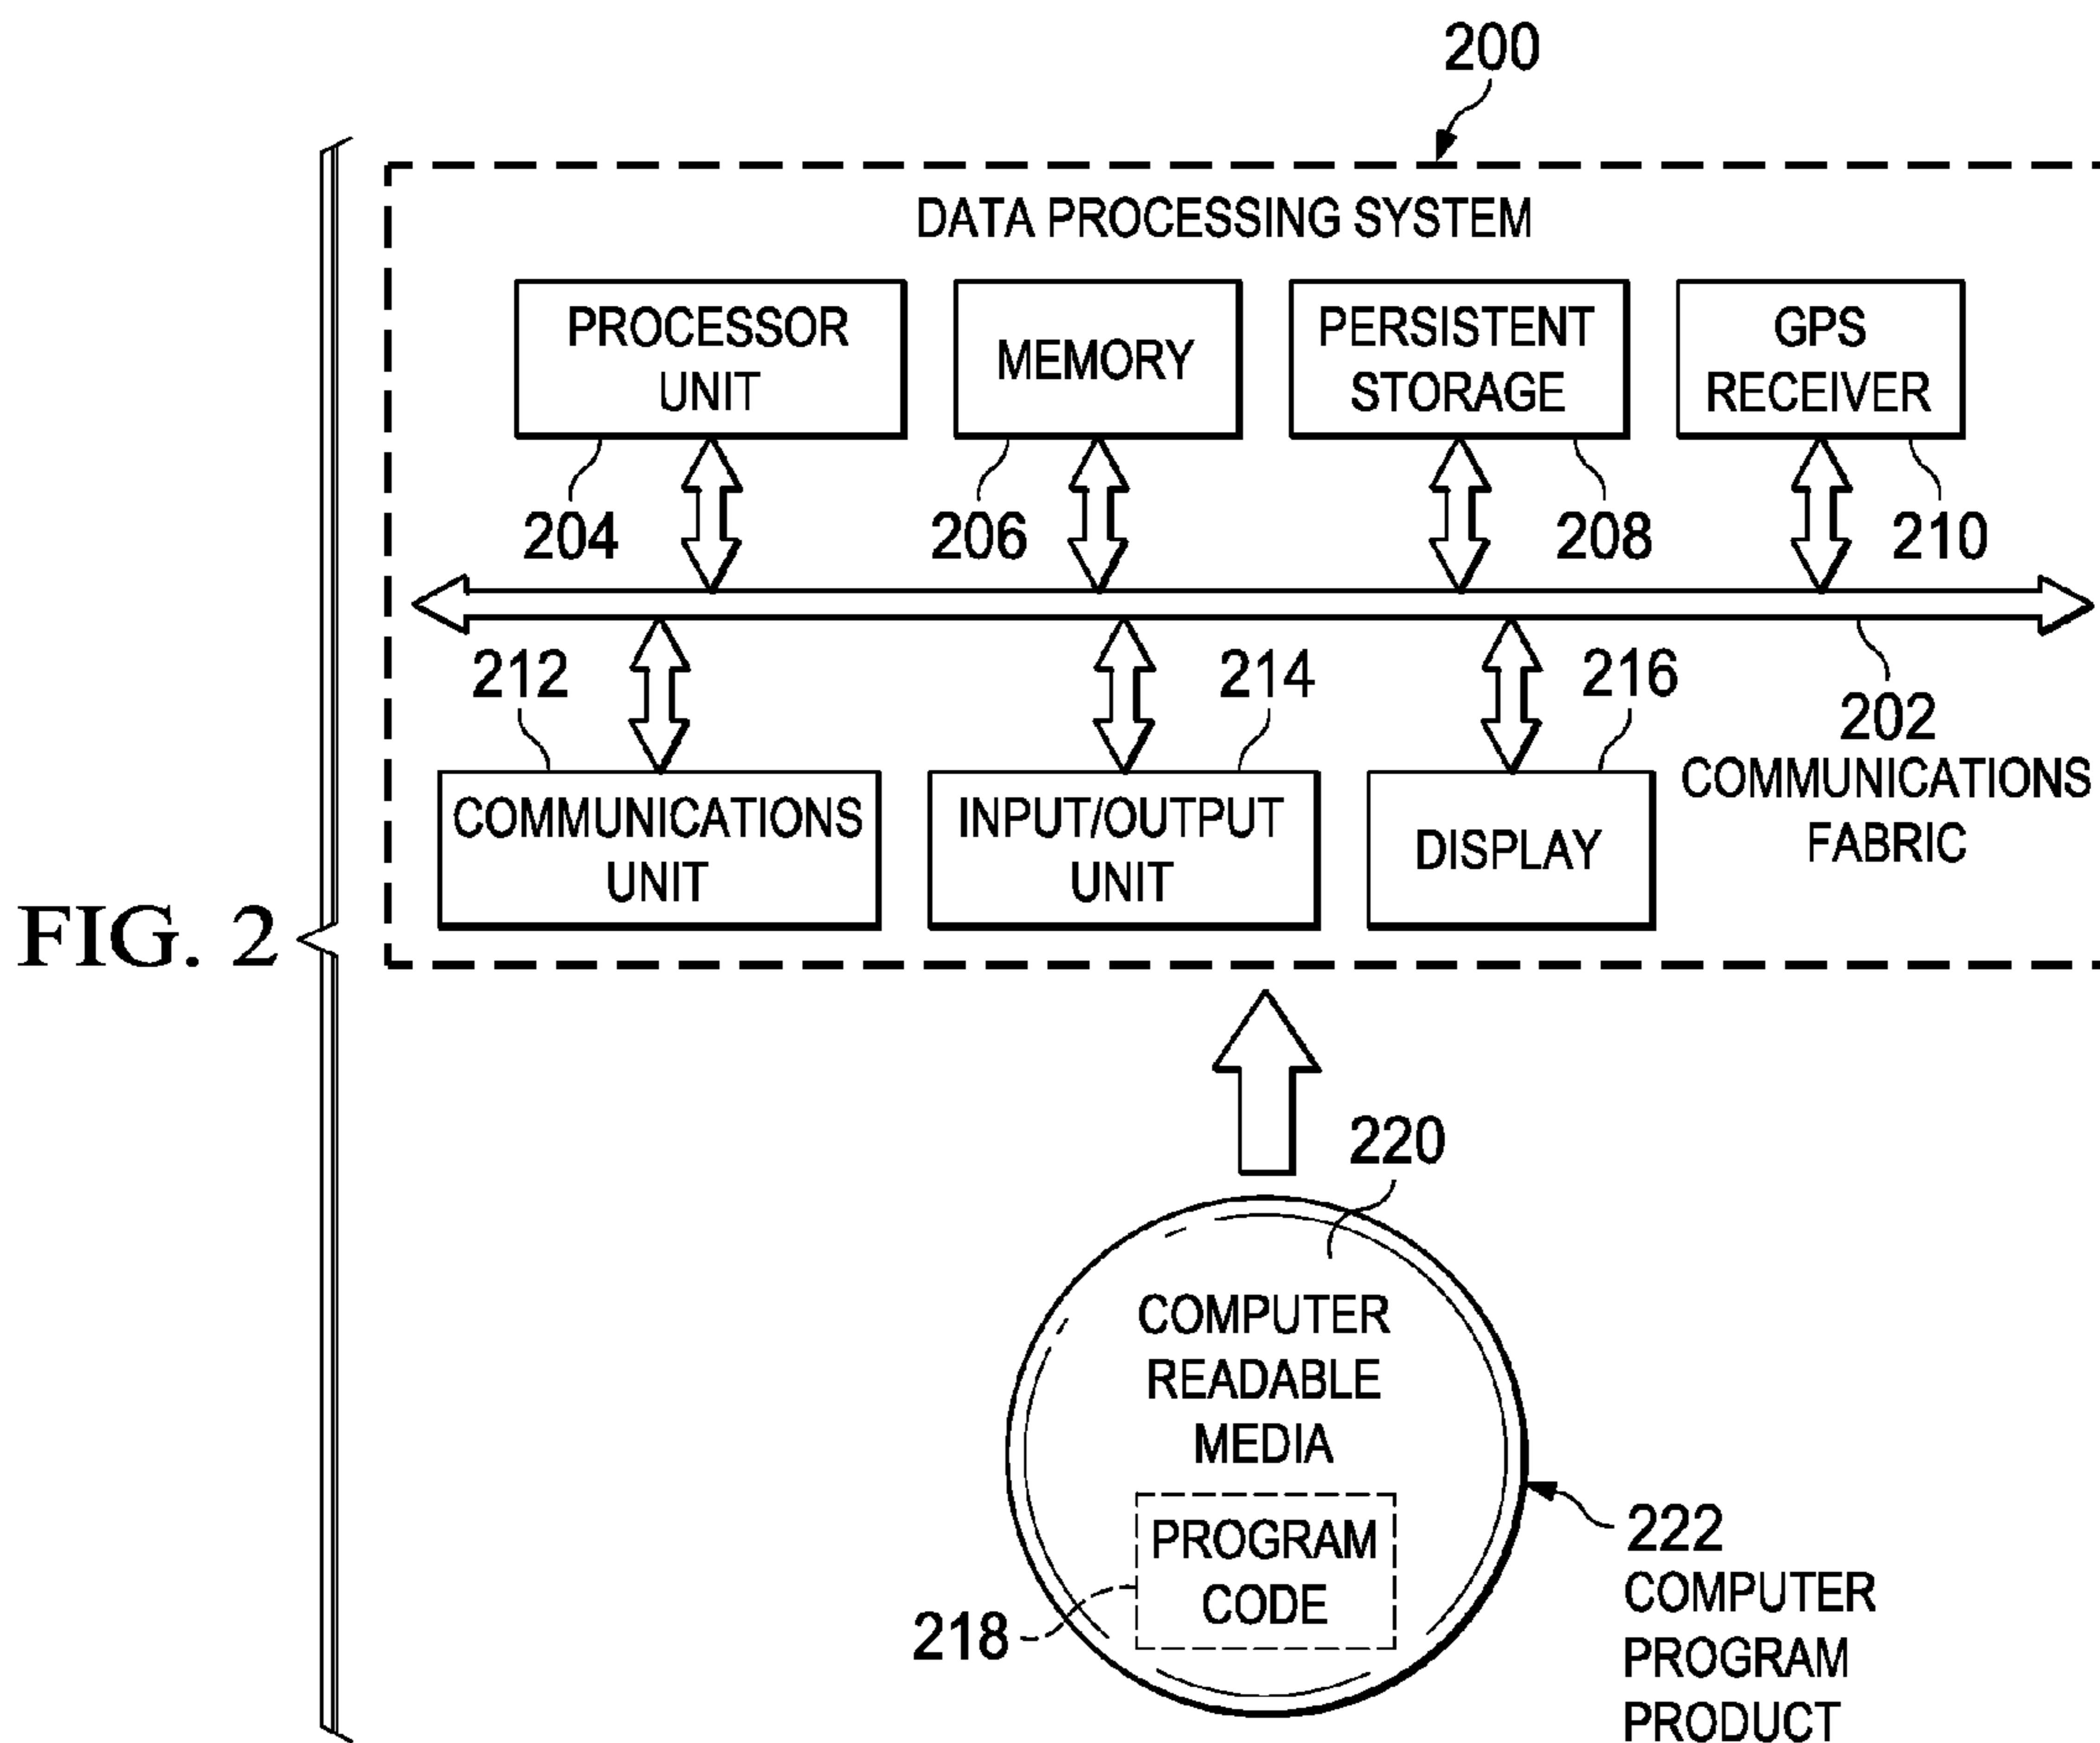 200
DATA PROCESSING SYSTEM
PROCESSOR
UNIT
MEMORY
PERSISTENT
STORAGE
GPS
RECEIVER
204
206
208
210
212
214
216
202
COMMUNICATIONS
FABRIC
COMMUNICATIONS
UNIT
INPUT/OUTPUT
UNIT
DISPLAY
FIG. 2
220
COMPUTER
READABLE
MEDIA
PROGRAM
CODE
218
222
COMPUTER
PROGRAM
PRODUCT